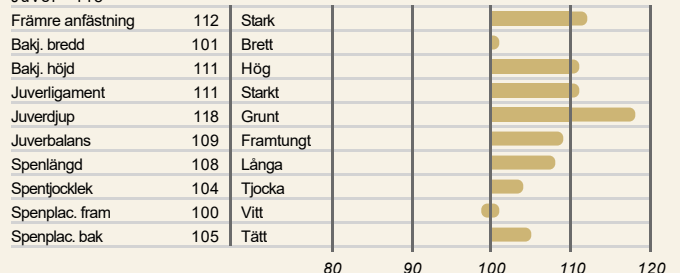 Främre anfästning 112 Stark
Bakj. bredd 101 Brett
Bakj. höjd 111 Hög
Juverligament 111 Starkt
Juverdjup 118 Grunt
Juverbalans 109 Framtungt
Spenlängd 108 Långa
Spentjocklek 104 Tjocka
Spenplac. fram 100 Vitt
Spenplac. bak 105 Tätt
80 90 100 110 120